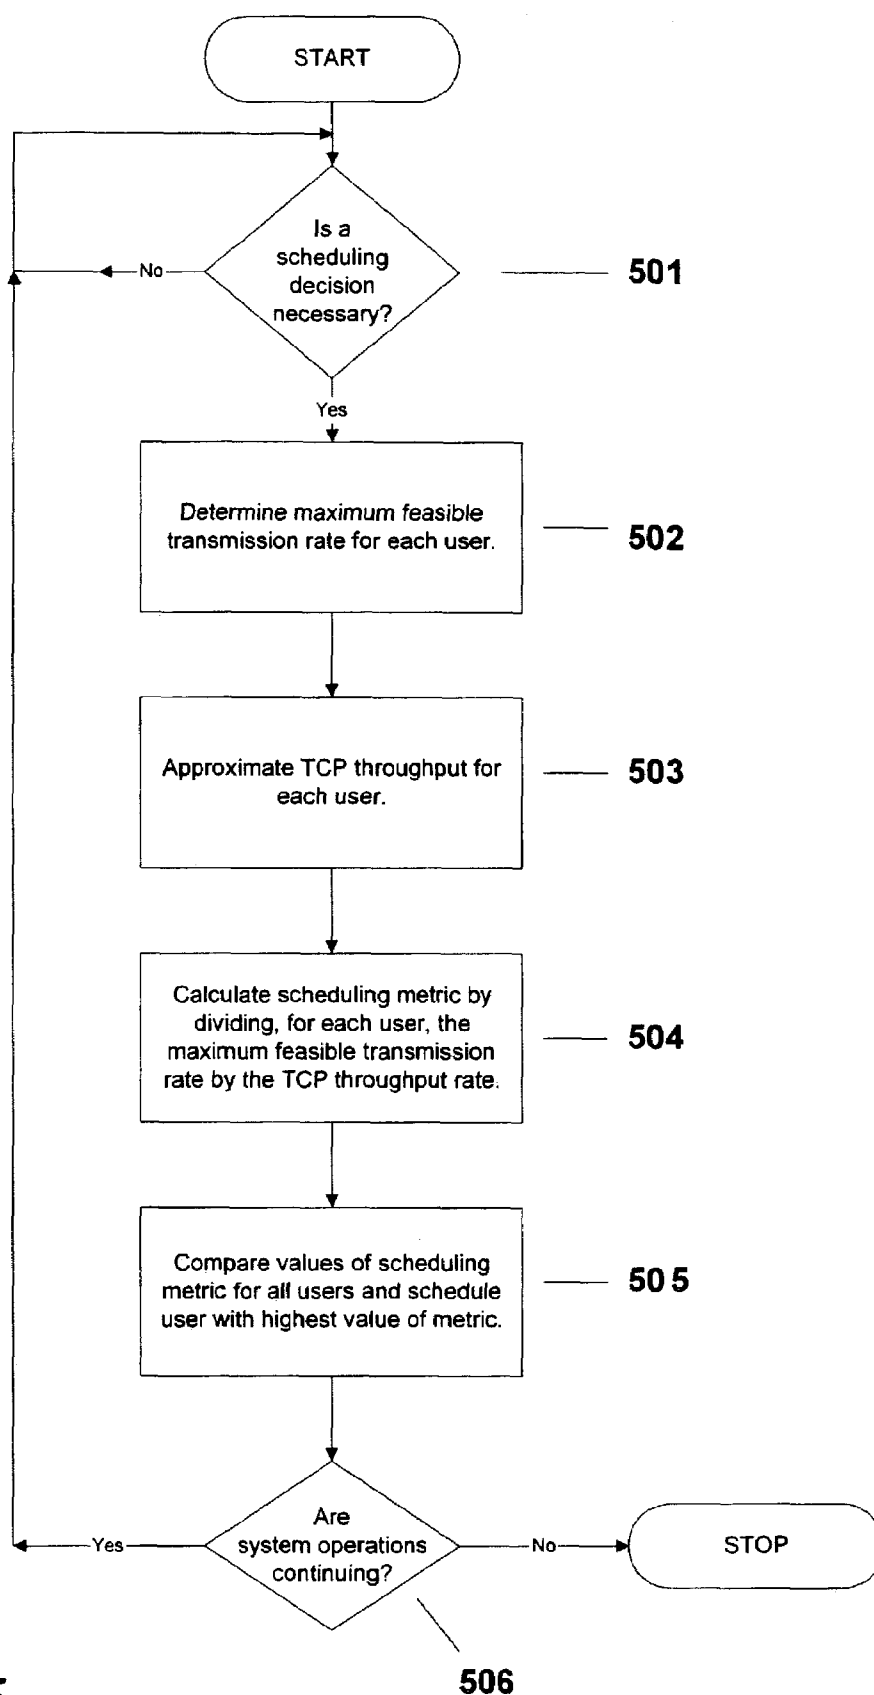 START
Is a
scheduling
decision
necessary?
No
501
Yes
Determine maximum feasible
transmission rate for each user.
502
Approximate TCP throughput for
each user.
503
Calculate scheduling metric by
dividing, for each user, the
maximum feasible transmission
rate by the TCP throughput rate.
504
Compare values of scheduling
metric for all users and schedule
user with highest value of metric.
505
Are
system operations
continuing?
Yes
No
STOP
506